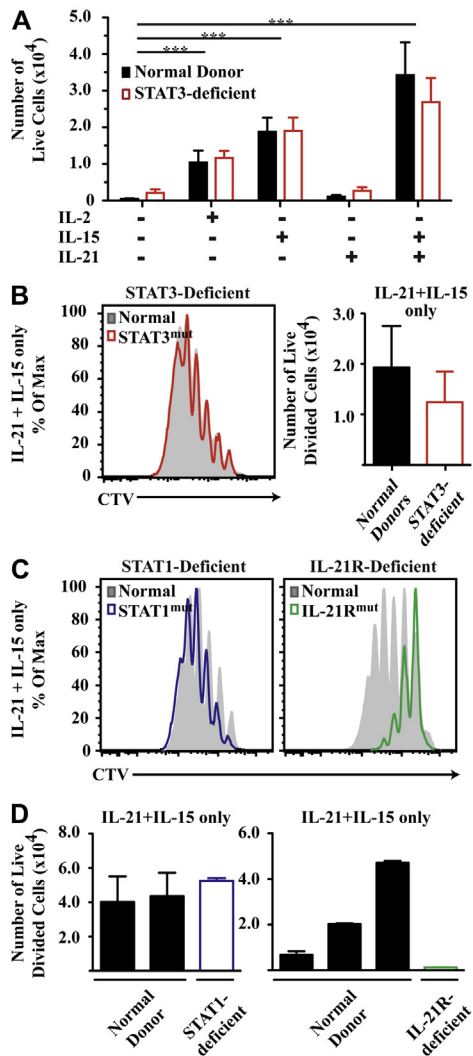 A
***
***
***
Number of
Live Cells (x10⁴)
5.0
4.0
3.0
2.0
1.0
0
Normal Donor
STAT3-deficient
IL-2 - + - - -
IL-15 - - + - +
IL-21 - - - + +
B
STAT3-Deficient
IL-21 + IL-15 only
% Of Max
100
80
60
40
20
0
Normal
STAT3mut
CTV
IL-21+IL-15
only
Number of Live
Divided Cells (x10⁴)
3.0
2.0
1.0
Normal
Donors
STAT3-
deficient
C
STAT1-Deficient
IL-21R-Deficient
IL-21 + IL-15 only
% Of Max
100
80
60
40
20
0
Normal
STAT1mut
Normal
IL-21Rmut
CTV
D
IL-21+IL-15 only
IL-21+IL-15 only
Number of Live
Divided Cells (x10⁴)
8.0
6.0
4.0
2.0
Normal
Donor
STAT1-
deficient
6.0
4.0
2.0
0
Normal
Donor
IL-21R-
deficient